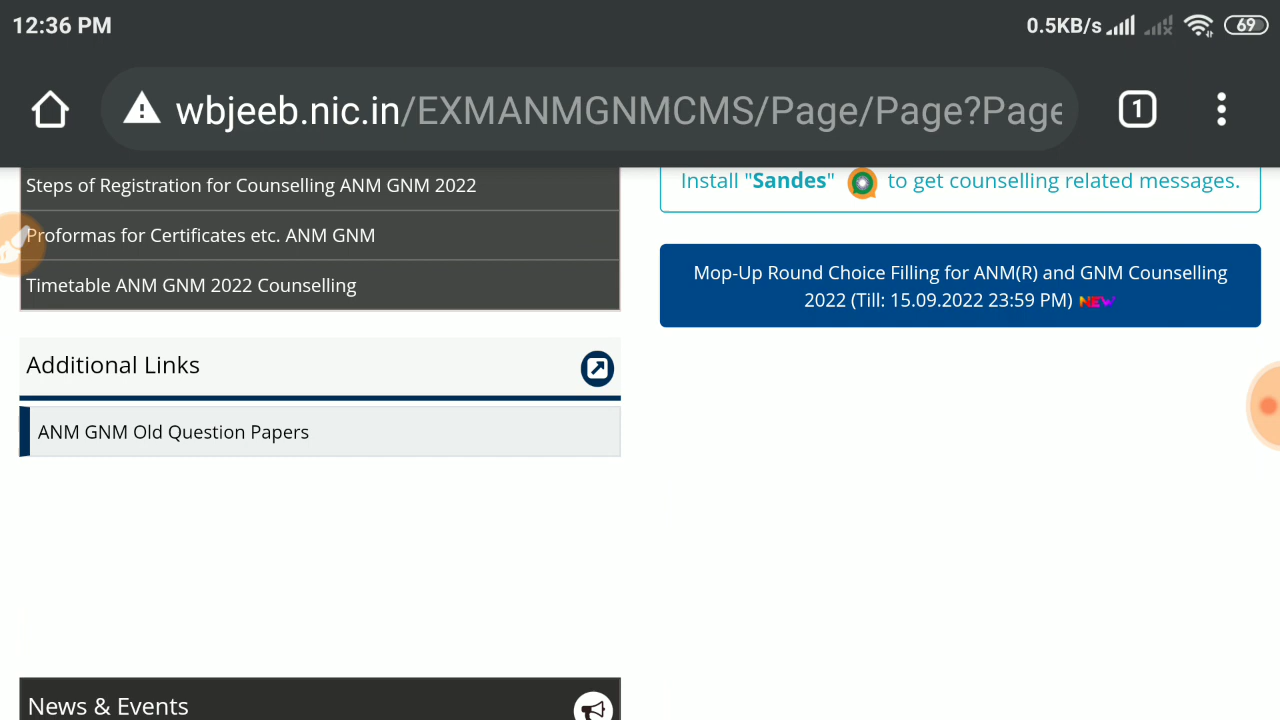 12:36 PM
0.5KB/s
69
wbjeeb.nic.in/EXMANMGNMCMS/Page/Page?Page
1
Steps of Registration for Counselling ANM GNM 2022
Proformas for Certificates etc. ANM GNM
Timetable ANM GNM 2022 Counselling
Additional Links
ANM GNM Old Question Papers
News & Events
Install "Sandes" to get counselling related messages.
Mop-Up Round Choice Filling for ANM(R) and GNM Counselling
2022 (Till: 15.09.2022 23:59 PM) NEW